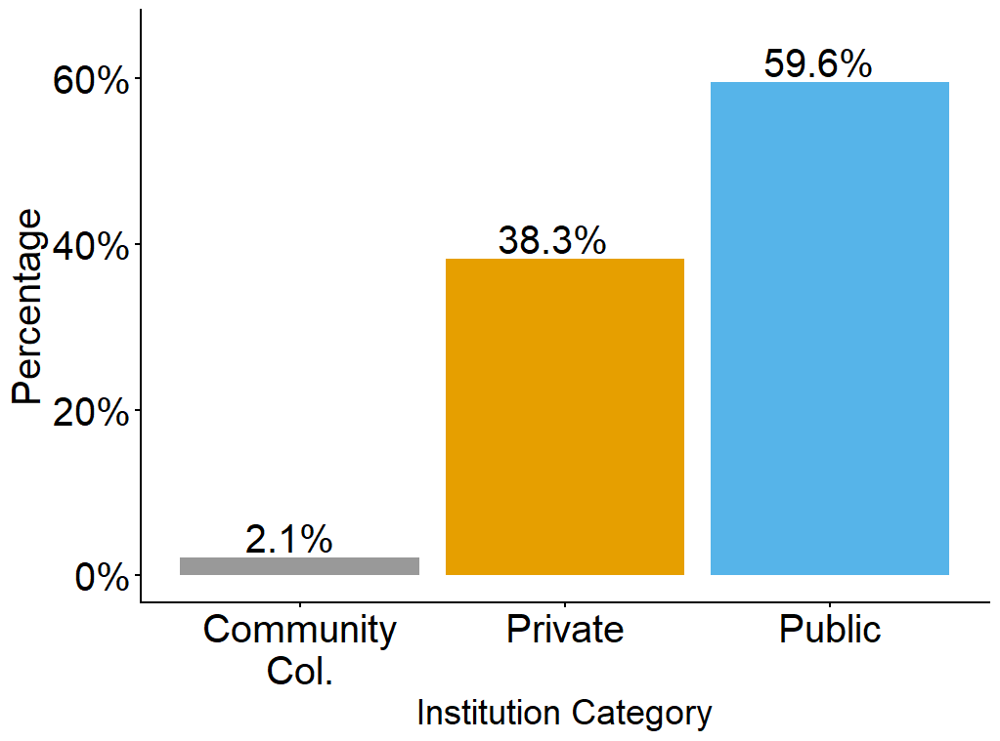 Percentage
60%
40%
20%
0%
59.6%
38.3%
2.1%
Community
Col.
Private
Public
Institution Category